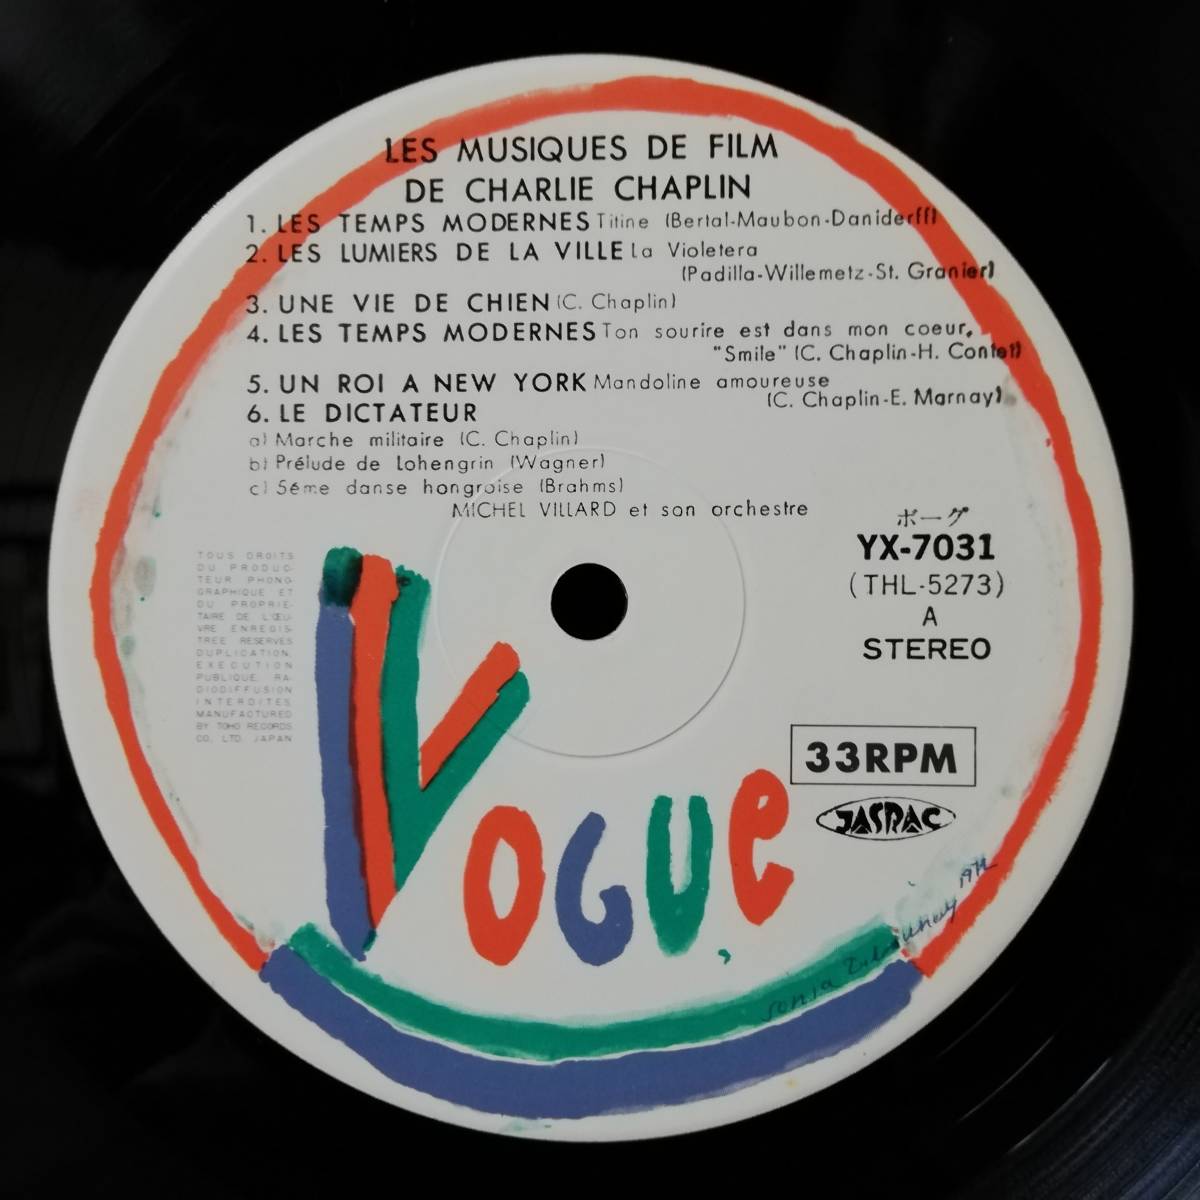 LES MUSIQUES DE FILM
DE CHARLIE CHAPLIN
1. LES TEMPS MODERNES Titine (Bertal-Maubon-Daniderff)
2. LES LUMIERS DE LA VILLE La Violetera
(Padilla-Willemetz-St. Granier)
3. UNE VIE DE CHIEN (C. Chaplin)
4. LES TEMPS MODERNES Ton sourire est dans mon coeur,
"Smile" (C. Chaplin-H. Contet)
5. UN ROI A NEW YORK Mandoline amoureuse
(C. Chaplin-E. Marnay)
6. LE DICTATEUR
a) Marche militaire (C. Chaplin)
b) Prélude de Lohengrin (Wagner)
c) 5éme danse hongroise (Brahms)
MICHEL VILLARD et son orchestre
ボーグ
YX-7031
(THL-5273)
A
STEREO
TOUS DROITS
DU PRODUC-
TEUR PHONO-
GRAPHIQUE ET
DU PROPRIE-
TAIRE DE L'ŒU-
VRE ENREGIS-
TREE RESERVES
DUPLICATION,
EXECUTION
PUBLIQUE, RA-
DIODIFFUSION
INTERDITES.
MANUFACTURED
BY TOHO RECORDS
CO., LTD. JAPAN
33RPM
JASRAC
VOGUe
sonia Delaunay 1972